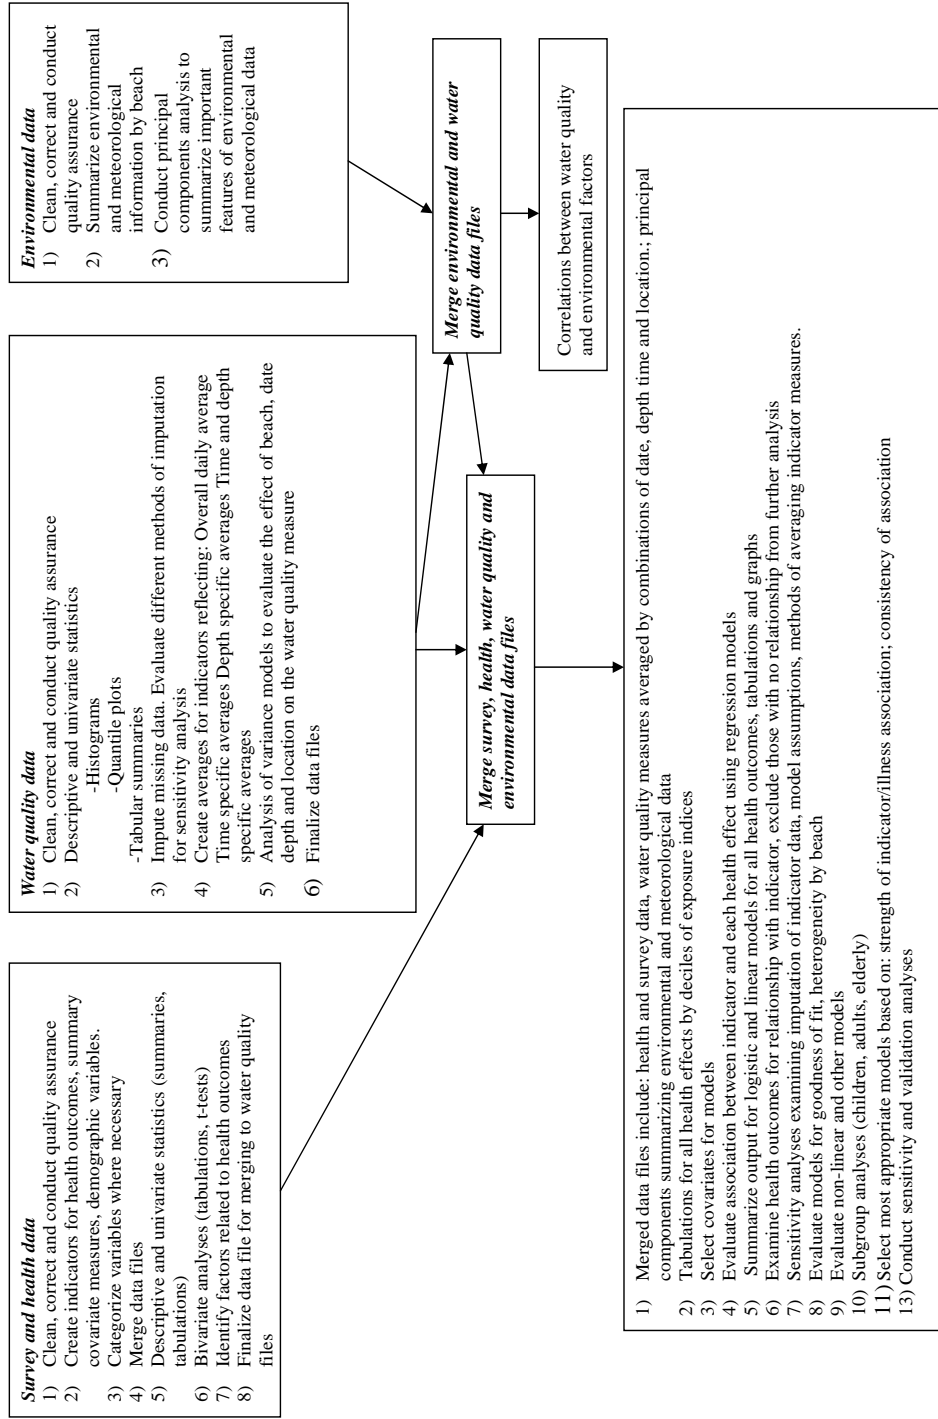 Survey and health data
1) Clean, correct and conduct quality assurance
2) Create indicators for health outcomes, summary
covariate measures, demographic variables.
3) Categorize variables where necessary
4) Merge data files
5) Descriptive and univariate statistics (summaries,
tabulations)
6) Bivariate analyses (tabulations, t-tests)
7) Identify factors related to health outcomes
8) Finalize data file for merging to water quality
files
Water quality data
1) Clean, correct and conduct quality assurance
2) Descriptive and univariate statistics
-Histograms
-Quantile plots
-Tabular summaries
3) Impute missing data. Evaluate different methods of imputation
for sensitivity analysis
4) Create averages for indicators reflecting: Overall daily average
Time specific averages Depth specific averages Time and depth
specific averages
5) Analysis of variance models to evaluate the effect of beach, date
depth and location on the water quality measure
6) Finalize data files
Environmental data
1) Clean, correct and conduct
quality assurance
2) Summarize environmental
and meteorological
information by beach
3) Conduct principal
components analysis to
summarize important
features of environmental
and meteorological data
Merge environmental and water
quality data files
Correlations between water quality
and environmental factors
Merge survey, health, water quality and
environmental data files
1) Merged data files include: health and survey data, water quality measures averaged by combinations of date, depth time and location.; principal
components summarizing environmental and meteorological data
2) Tabulations for all health effects by deciles of exposure indices
3) Select covariates for models
4) Evaluate association between indicator and each health effect using regression models
5) Summarize output for logistic and linear models for all health outcomes, tabulations and graphs
6) Examine health outcomes for relationship with indicator, exclude those with no relationship from further analysis
7) Sensitivity analyses examining imputation of indicator data, model assumptions, methods of averaging indicator measures.
8) Evaluate models for goodness of fit, heterogeneity by beach
9) Evaluate non-linear and other models
10) Subgroup analyses (children, adults, elderly)
11) Select most appropriate models based on: strength of indicator/illness association; consistency of association
13) Conduct sensitivity and validation analyses